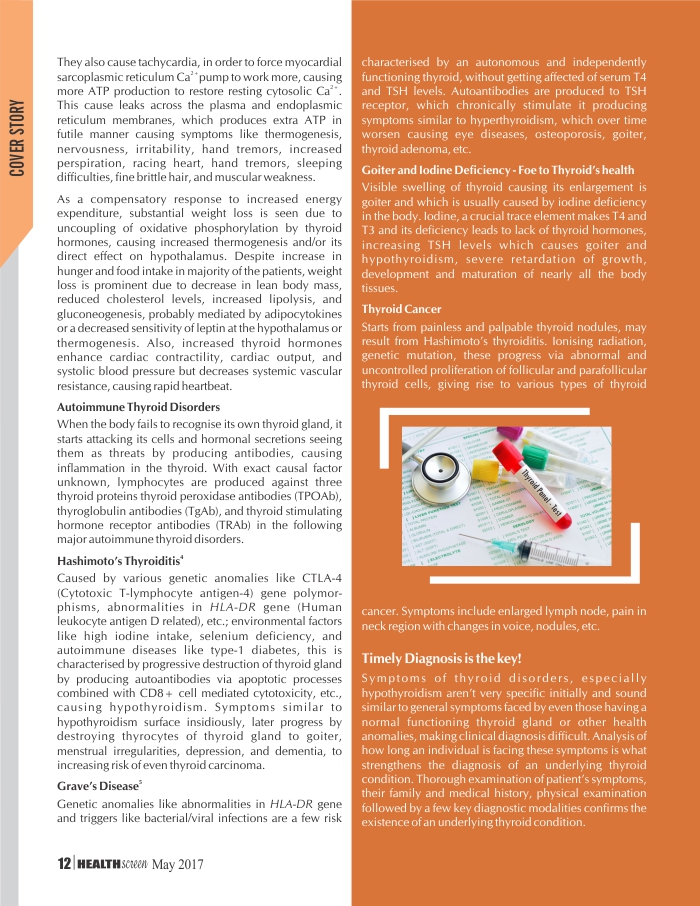 COVER STORY
They also cause tachycardia, in order to force myocardial
sarcoplasmic reticulum Ca²⁺pump to work more, causing
more ATP production to restore resting cytosolic Ca²⁺.
This cause leaks across the plasma and endoplasmic
reticulum membranes, which produces extra ATP in
futile manner causing symptoms like thermogenesis,
nervousness, irritability, hand tremors, increased
perspiration, racing heart, hand tremors, sleeping
difficulties, fine brittle hair, and muscular weakness.
As a compensatory response to increased energy
expenditure, substantial weight loss is seen due to
uncoupling of oxidative phosphorylation by thyroid
hormones, causing increased thermogenesis and/or its
direct effect on hypothalamus. Despite increase in
hunger and food intake in majority of the patients, weight
loss is prominent due to decrease in lean body mass,
reduced cholesterol levels, increased lipolysis, and
gluconeogenesis, probably mediated by adipocytokines
or a decreased sensitivity of leptin at the hypothalamus or
thermogenesis. Also, increased thyroid hormones
enhance cardiac contractility, cardiac output, and
systolic blood pressure but decreases systemic vascular
resistance, causing rapid heartbeat.
Autoimmune Thyroid Disorders
When the body fails to recognise its own thyroid gland, it
starts attacking its cells and hormonal secretions seeing
them as threats by producing antibodies, causing
inflammation in the thyroid. With exact causal factor
unknown, lymphocytes are produced against three
thyroid proteins thyroid peroxidase antibodies (TPOAb),
thyroglobulin antibodies (TgAb), and thyroid stimulating
hormone receptor antibodies (TRAb) in the following
major autoimmune thyroid disorders.
Hashimoto's Thyroiditis⁴
Caused by various genetic anomalies like CTLA-4
(Cytotoxic T-lymphocyte antigen-4) gene polymor-
phisms, abnormalities in HLA-DR gene (Human
leukocyte antigen D related), etc.; environmental factors
like high iodine intake, selenium deficiency, and
autoimmune diseases like type-1 diabetes, this is
characterised by progressive destruction of thyroid gland
by producing autoantibodies via apoptotic processes
combined with CD8+ cell mediated cytotoxicity, etc.,
causing hypothyroidism. Symptoms similar to
hypothyroidism surface insidiously, later progress by
destroying thyrocytes of thyroid gland to goiter,
menstrual irregularities, depression, and dementia, to
increasing risk of even thyroid carcinoma.
Grave's Disease⁵
Genetic anomalies like abnormalities in HLA-DR gene
and triggers like bacterial/viral infections are a few risk
characterised by an autonomous and independently
functioning thyroid, without getting affected of serum T4
and TSH levels. Autoantibodies are produced to TSH
receptor, which chronically stimulate it producing
symptoms similar to hyperthyroidism, which over time
worsen causing eye diseases, osteoporosis, goiter,
thyroid adenoma, etc.
Goiter and Iodine Deficiency - Foe to Thyroid's health
Visible swelling of thyroid causing its enlargement is
goiter and which is usually caused by iodine deficiency
in the body. Iodine, a crucial trace element makes T4 and
T3 and its deficiency leads to lack of thyroid hormones,
increasing TSH levels which causes goiter and
hypothyroidism, severe retardation of growth,
development and maturation of nearly all the body
tissues.
Thyroid Cancer
Starts from painless and palpable thyroid nodules, may
result from Hashimoto's thyroiditis. Ionising radiation,
genetic mutation, these progress via abnormal and
uncontrolled proliferation of follicular and parafollicular
thyroid cells, giving rise to various types of thyroid
Thyroid Panel - Test
cancer. Symptoms include enlarged lymph node, pain in
neck region with changes in voice, nodules, etc.
Timely Diagnosis is the key!
Symptoms of thyroid disorders, especially
hypothyroidism aren't very specific initially and sound
similar to general symptoms faced by even those having a
normal functioning thyroid gland or other health
anomalies, making clinical diagnosis difficult. Analysis of
how long an individual is facing these symptoms is what
strengthens the diagnosis of an underlying thyroid
condition. Thorough examination of patient's symptoms,
their family and medical history, physical examination
followed by a few key diagnostic modalities confirms the
existence of an underlying thyroid condition.
12 | HEALTHscreen May 2017